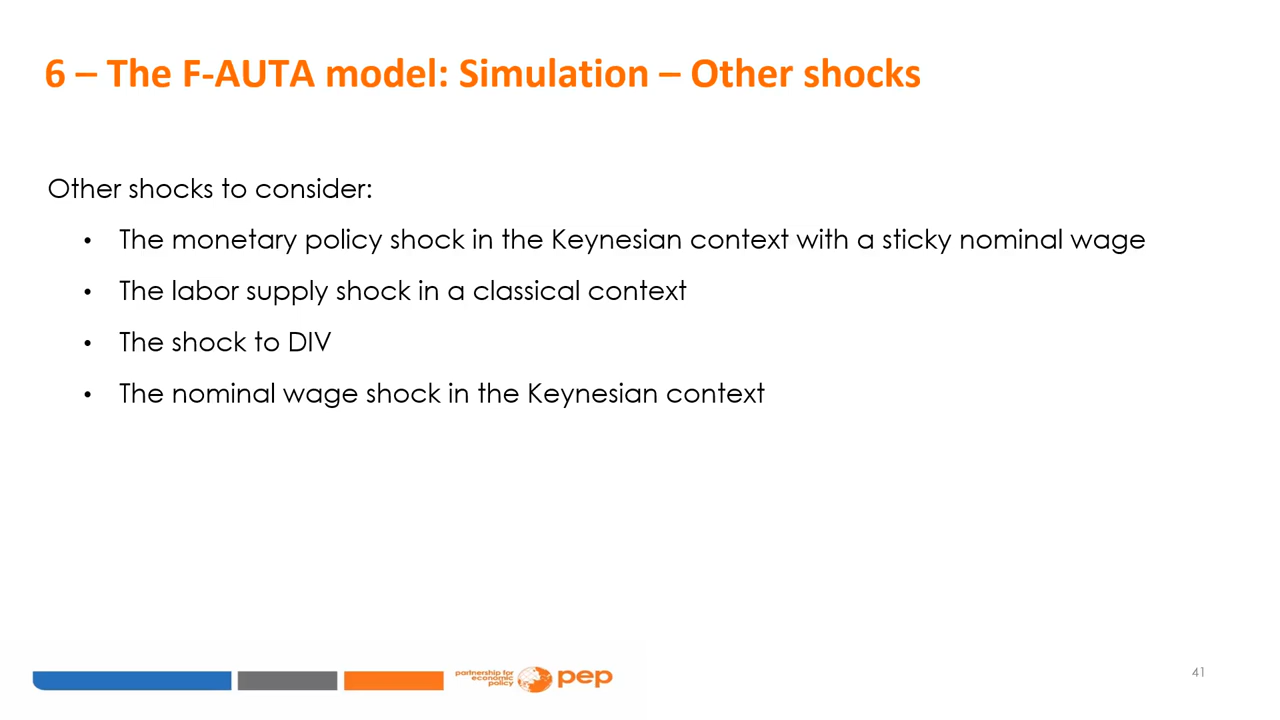 6 – The F-AUTA model: Simulation – Other shocks
Other shocks to consider:
• The monetary policy shock in the Keynesian context with a sticky nominal wage
• The labor supply shock in a classical context
• The shock to DIV
• The nominal wage shock in the Keynesian context
partnership for
economic
policy
pep
41